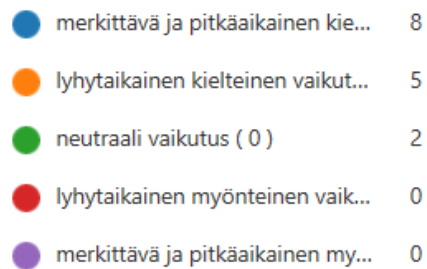 merkittävä ja pitkäaikainen kie... 8
lyhytaikainen kielteinen vaikut... 5
neutraali vaikutus ( 0 ) 2
lyhytaikainen myönteinen vaik... 0
merkittävä ja pitkäaikainen my... 0